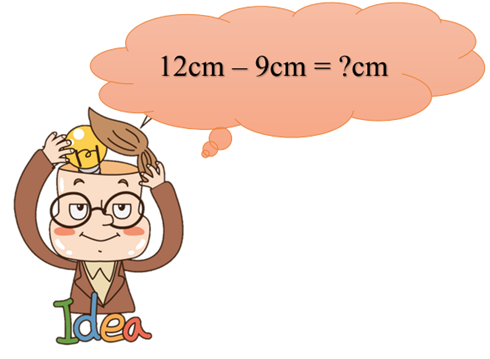 12cm – 9cm = ?cm
Idea